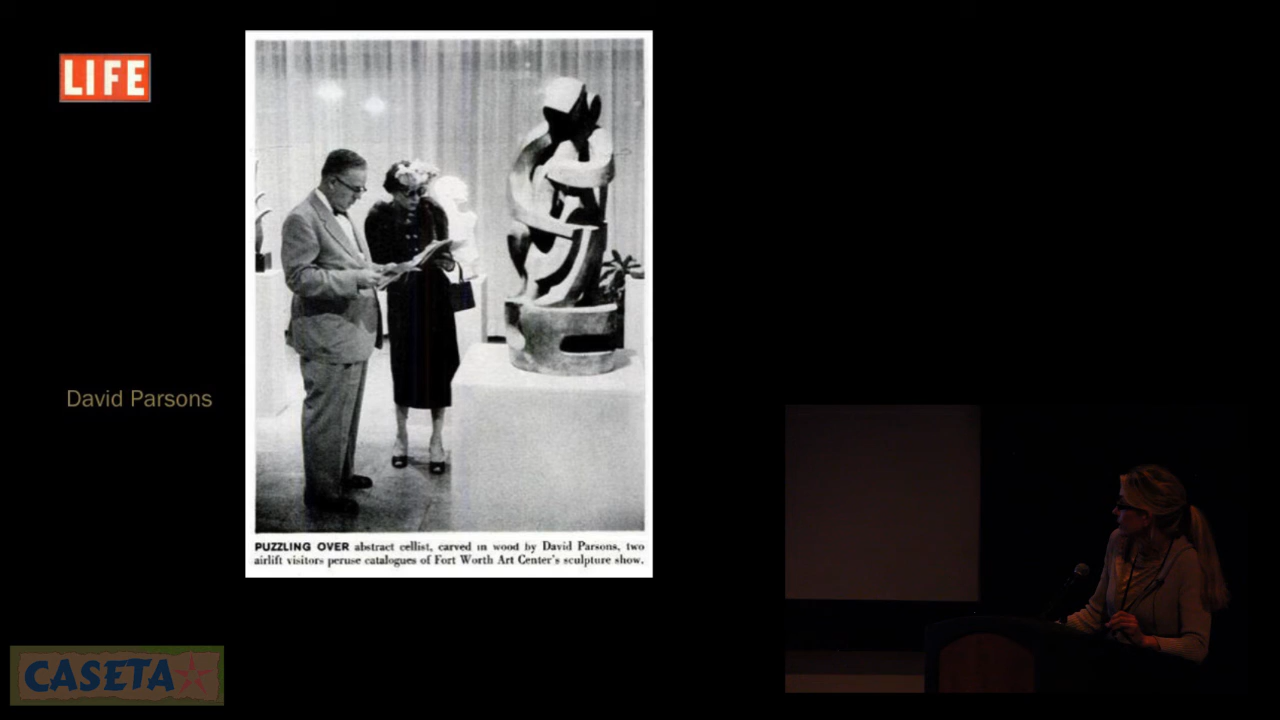 LIFE
David Parsons
PUZZLING OVER abstract cellist, carved in wood by David Parsons, two
airlift visitors peruse catalogues of Fort Worth Art Center's sculpture show.
CASETA